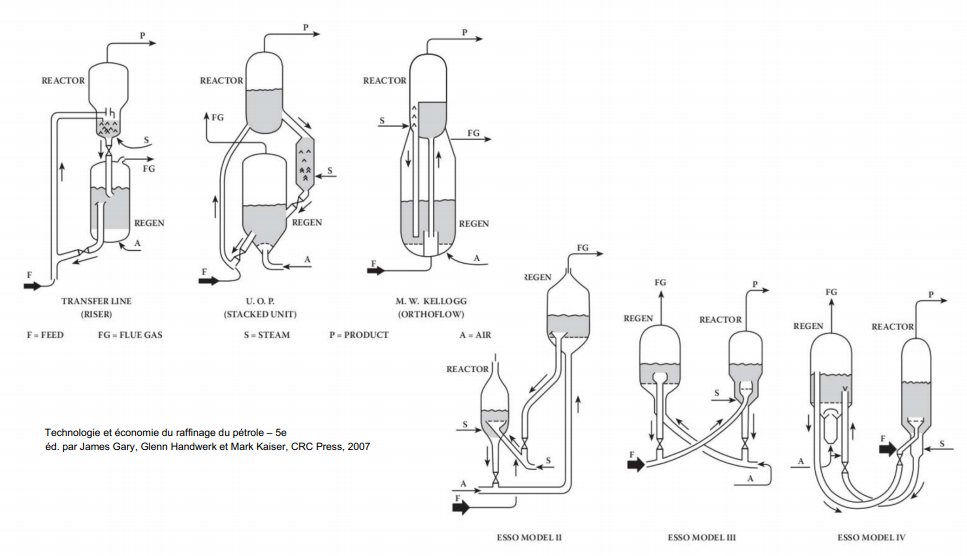 P
REACTOR
S
FG
REGEN
A
F
TRANSFER LINE
(RISER)
P
REACTOR
FG
S
REGEN
A
F
U. O. P.
(STACKED UNIT)
P
REACTOR
S
FG
REGEN
A
F
M. W. KELLOGG
(ORTHOFLOW)
F = FEED FG = FLUE GAS S = STEAM P = PRODUCT A = AIR
FG
REGEN
REACTOR
S
S
A
F
ESSO MODEL II
FG
P
REGEN
REACTOR
S
F
A
ESSO MODEL III
FG
P
REGEN
REACTOR
F
S
A
ESSO MODEL IV
Technologie et économie du raffinage du pétrole – 5e
éd. par James Gary, Glenn Handwerk et Mark Kaiser, CRC Press, 2007